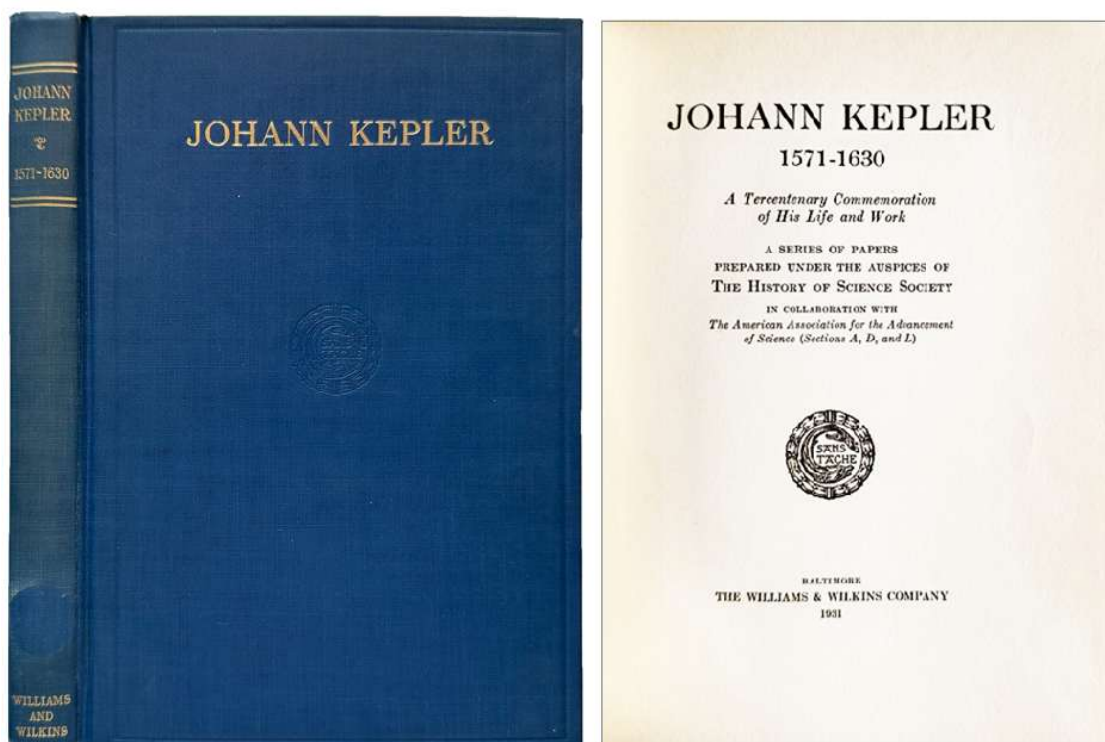 JOHANN
KEPLER
1571-1630
WILLIAMS
AND
WILKINS
JOHANN KEPLER
SANS
TACHE
JOHANN KEPLER
1571-1630
A Tercentenary Commemoration
of His Life and Work
A SERIES OF PAPERS
PREPARED UNDER THE AUSPICES OF
THE HISTORY OF SCIENCE SOCIETY
IN COLLABORATION WITH
The American Association for the Advancement
of Science (Sections A, D, and L)
SANS
TACHE
BALTIMORE
THE WILLIAMS & WILKINS COMPANY
1931